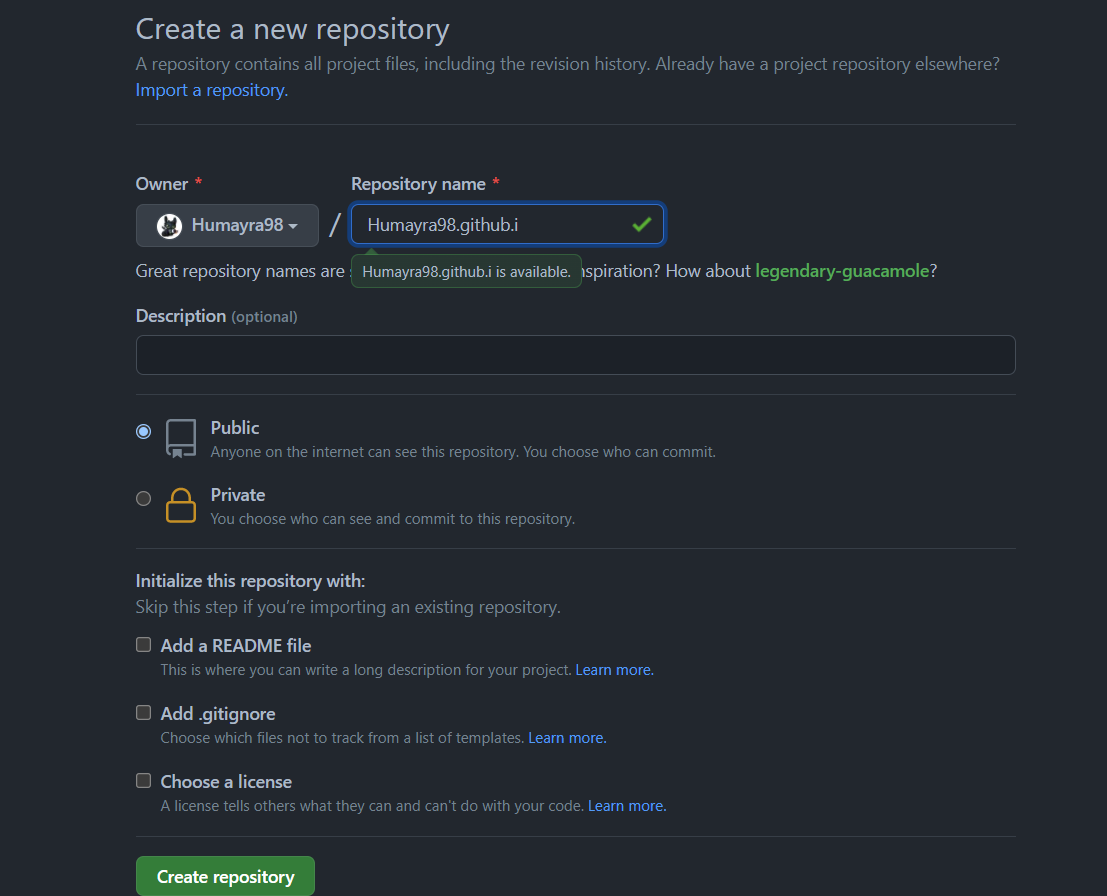 Create a new repository
A repository contains all project files, including the revision history. Already have a project repository elsewhere?
Import a repository.
Owner * Repository name *
Humayra98 / Humayra98.github.i
Great repository names are Humayra98.github.i is available. nspiration? How about legendary-guacamole?
Description (optional)
Public
Anyone on the internet can see this repository. You choose who can commit.
Private
You choose who can see and commit to this repository.
Initialize this repository with:
Skip this step if you’re importing an existing repository.
Add a README file
This is where you can write a long description for your project. Learn more.
Add .gitignore
Choose which files not to track from a list of templates. Learn more.
Choose a license
A license tells others what they can and can't do with your code. Learn more.
Create repository